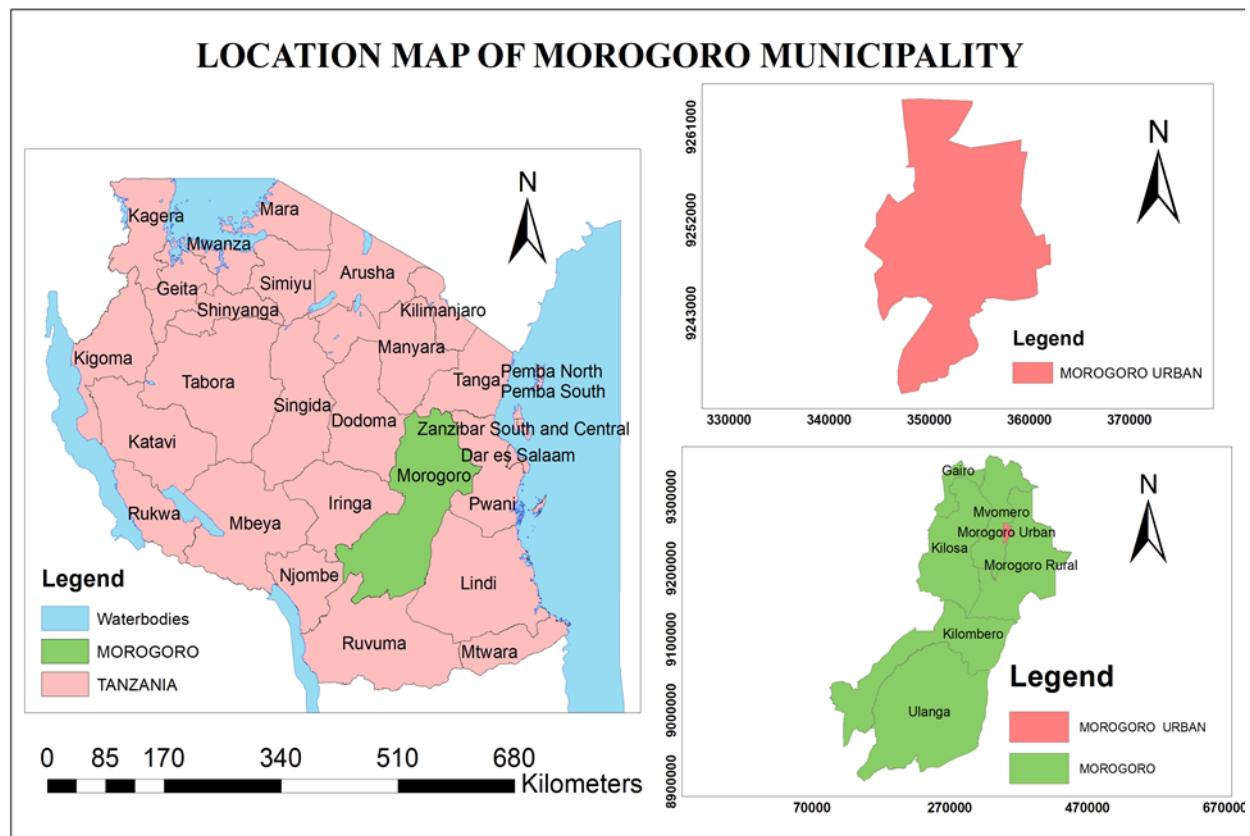 LOCATION MAP OF MOROGORO MUNICIPALITY
N
Kagera
Mara
Mwanza
Geita
Simiyu
Arusha
Shinyanga
Kilimanjaro
Kigoma
Manyara
Tabora
Tanga
Pemba North
Pemba South
Singida
Dodoma
Zanzibar South and Central
Katavi
Dar es Salaam
Morogoro
Iringa
Pwani
Rukwa
Mbeya
Njombe
Lindi
Ruvuma
Mtwara
Legend
Waterbodies
MOROGORO
TANZANIA
0 85 170 340 510 680
Kilometers
N
9261000
9252000
9243000
Legend
MOROGORO URBAN
330000 340000 350000 360000 370000
N
9300000
9200000
9100000
9000000
8900000
Gairo
Mvomero
Morogoro Urban
Kilosa
Morogoro Rural
Kilombero
Ulanga
Legend
MOROGORO URBAN
MOROGORO
70000 270000 470000 670000